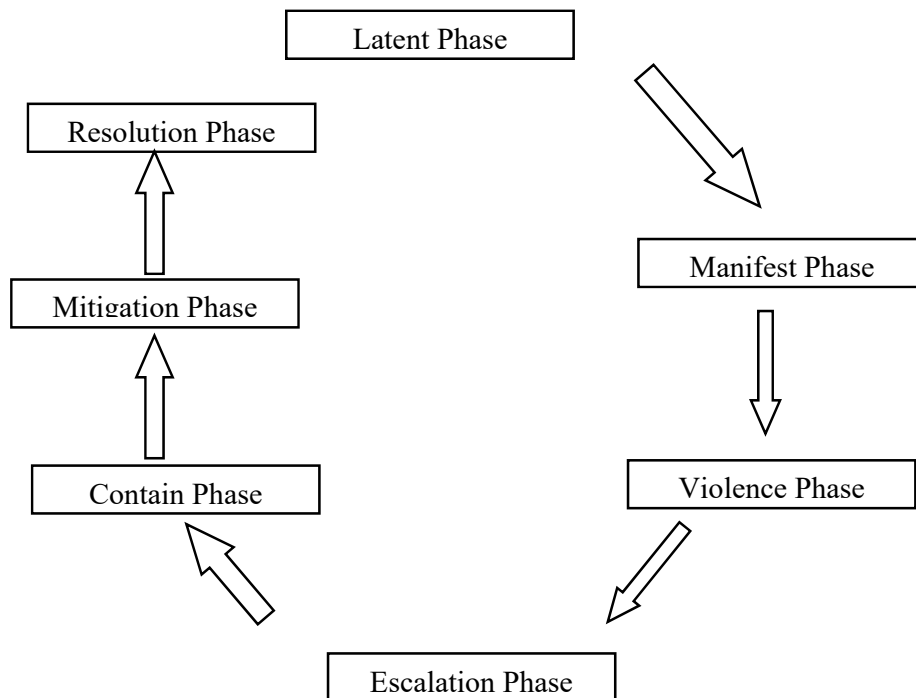 Latent Phase
Resolution Phase
Manifest Phase
Mitigation Phase
Contain Phase
Violence Phase
Escalation Phase